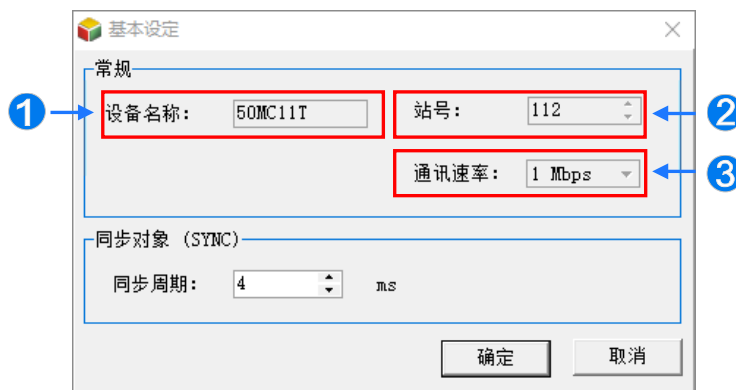 基本设定
常规
1 设备名称: 50MC11T 站号: 112 2
通讯速率: 1 Mbps 3
同步对象 (SYNC)
同步周期: 4 ms
确定 取消